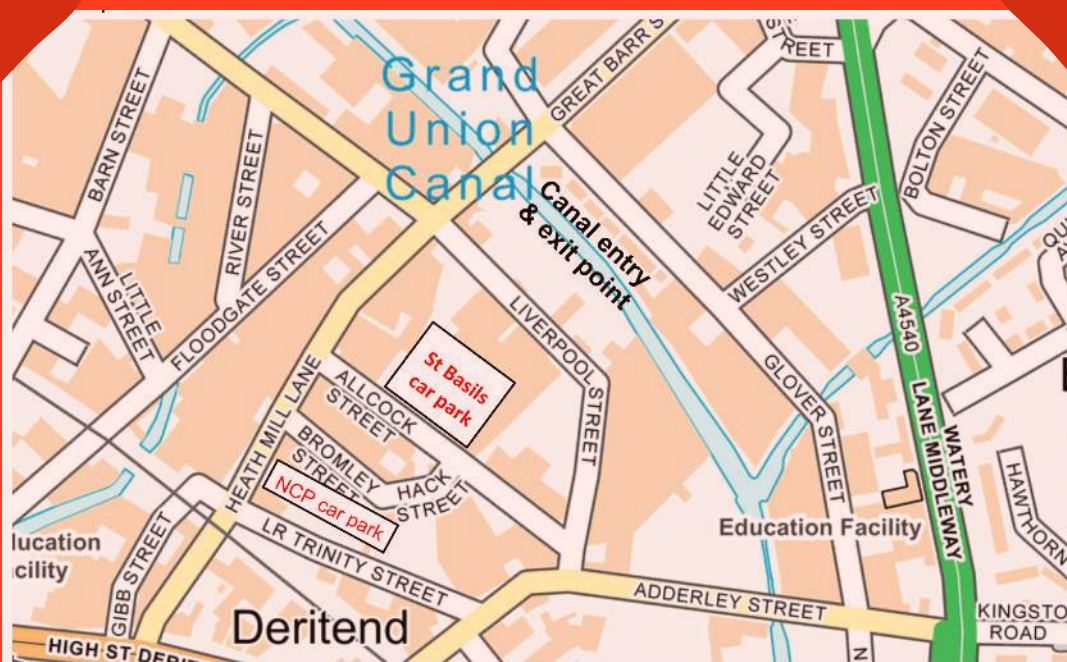 STREET
GREAT BARR S
Grand
Union
Canal
BARN STREET
RIVER STREET
BOLTON STREET
LITTLE
EDWARD
STREET
Canal entry
& exit point
WESTLEY STREET
LITTLE
ANN STREET
FLOODGATE STREET
LIVERPOOL STREET
A4540
WATERY
LANE MIDDLEWAY
GLOVER STREET
St Basils
car park
HEATH MILL LANE
ALLCOCK
STREET
BROMLEY
STREET
HACK
STREET
NCP car park
HAWTHORN
Education Facility
lucation
cility
LR TRINITY STREET
GIBB STREET
ADDERLEY STREET
KINGSTO
ROAD
Deritend
HIGH ST DERIT
N